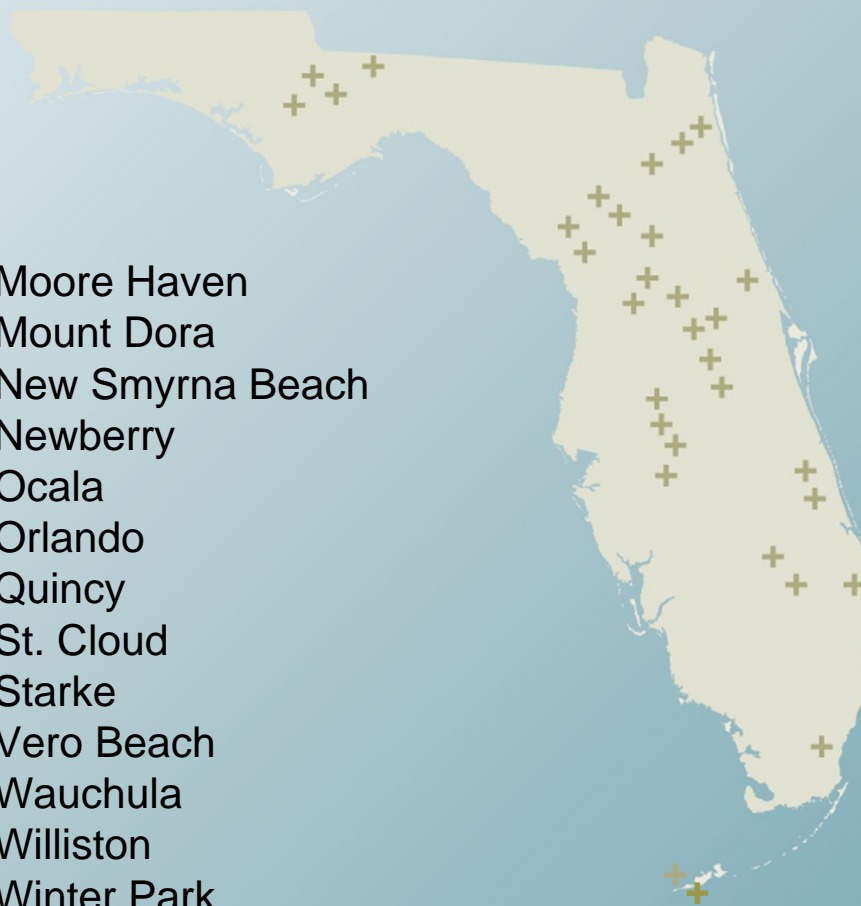 Moore Haven
Mount Dora
New Smyrna Beach
Newberry
Ocala
Orlando
Quincy
St. Cloud
Starke
Vero Beach
Wauchula
Williston
Winter Park